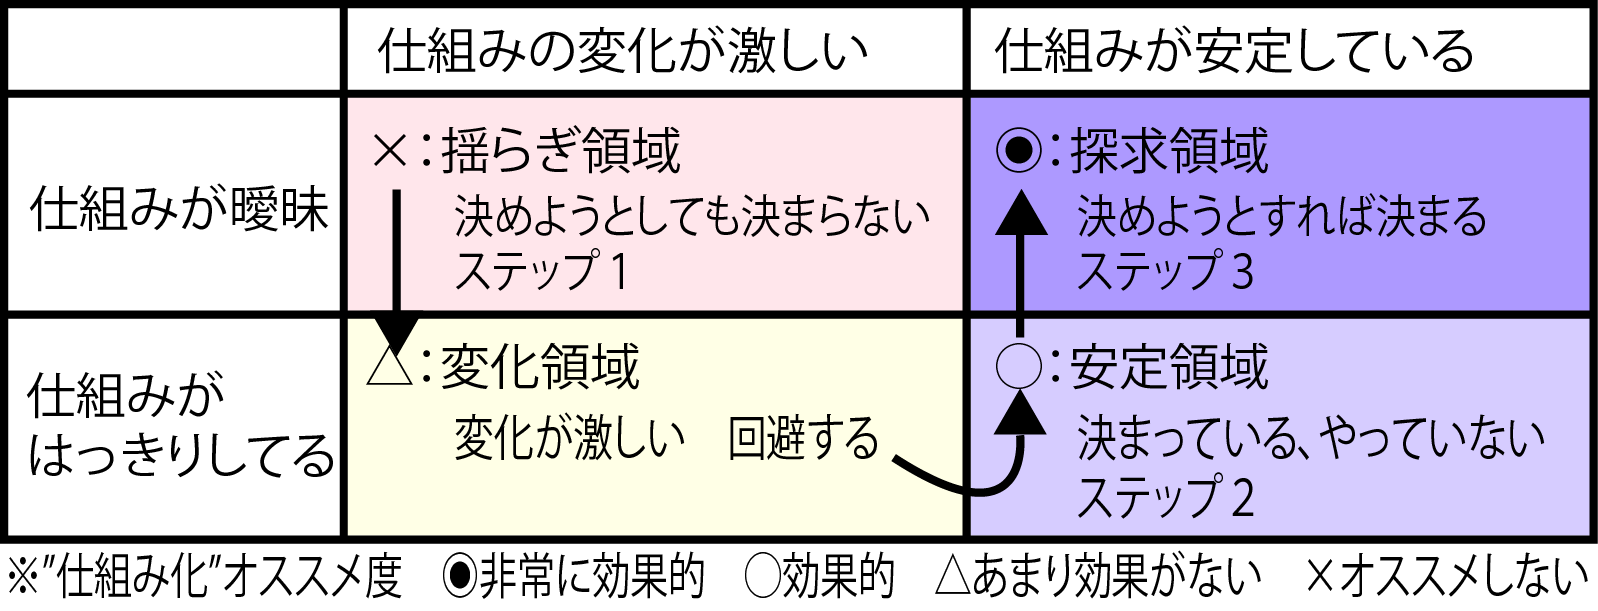 仕組みの変化が激しい
仕組みが安定している
仕組みが曖昧
×：揺らぎ領域
決めようとしても決まらない
ステップ1
◉：探求領域
決めようとすれば決まる
ステップ3
仕組みが
はっきりしてる
△：変化領域
変化が激しい　回避する
○：安定領域
決まっている、やっていない
ステップ2
※”仕組み化”オススメ度　◉非常に効果的　○効果的　△あまり効果がない　×オススメしない